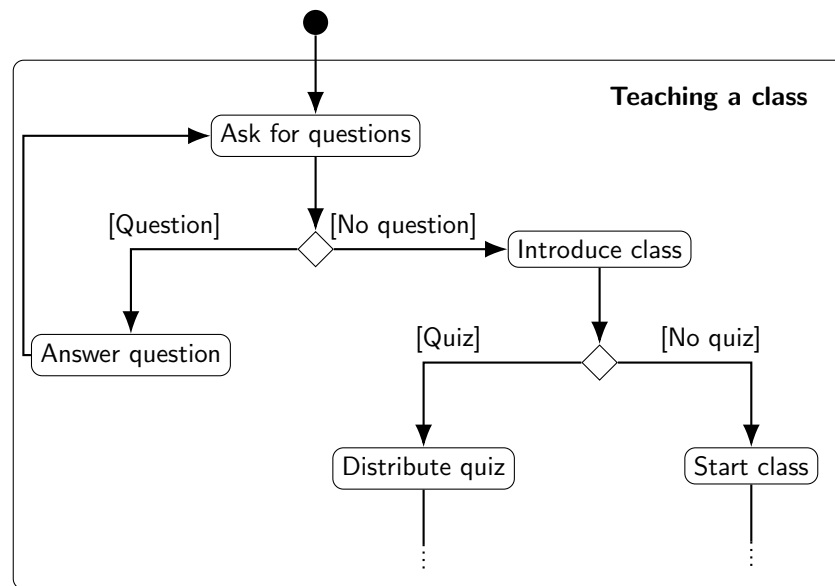 Teaching a class
Ask for questions
[Question]
[No question]
Introduce class
Answer question
[Quiz]
[No quiz]
Distribute quiz
Start class
⋮
⋮